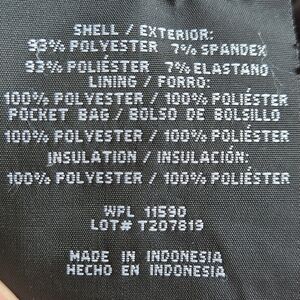 SHELL / EXTERIOR:
93% POLYESTER 7% SPANDEX
93% POLIÉSTER 7% ELASTANO
LINING / FORRO:
100% POLYESTER / 100% POLIÉSTER
POCKET BAG / BOLSO DE BOLSILLO
100% POLYESTER / 100% POLIÉSTER
INSULATION / INSULACIÓN:
100% POLYESTER / 100% POLIÉSTER
WPL 11590
LOT# T207819
MADE IN INDONESIA
HECHO EN INDONESIA